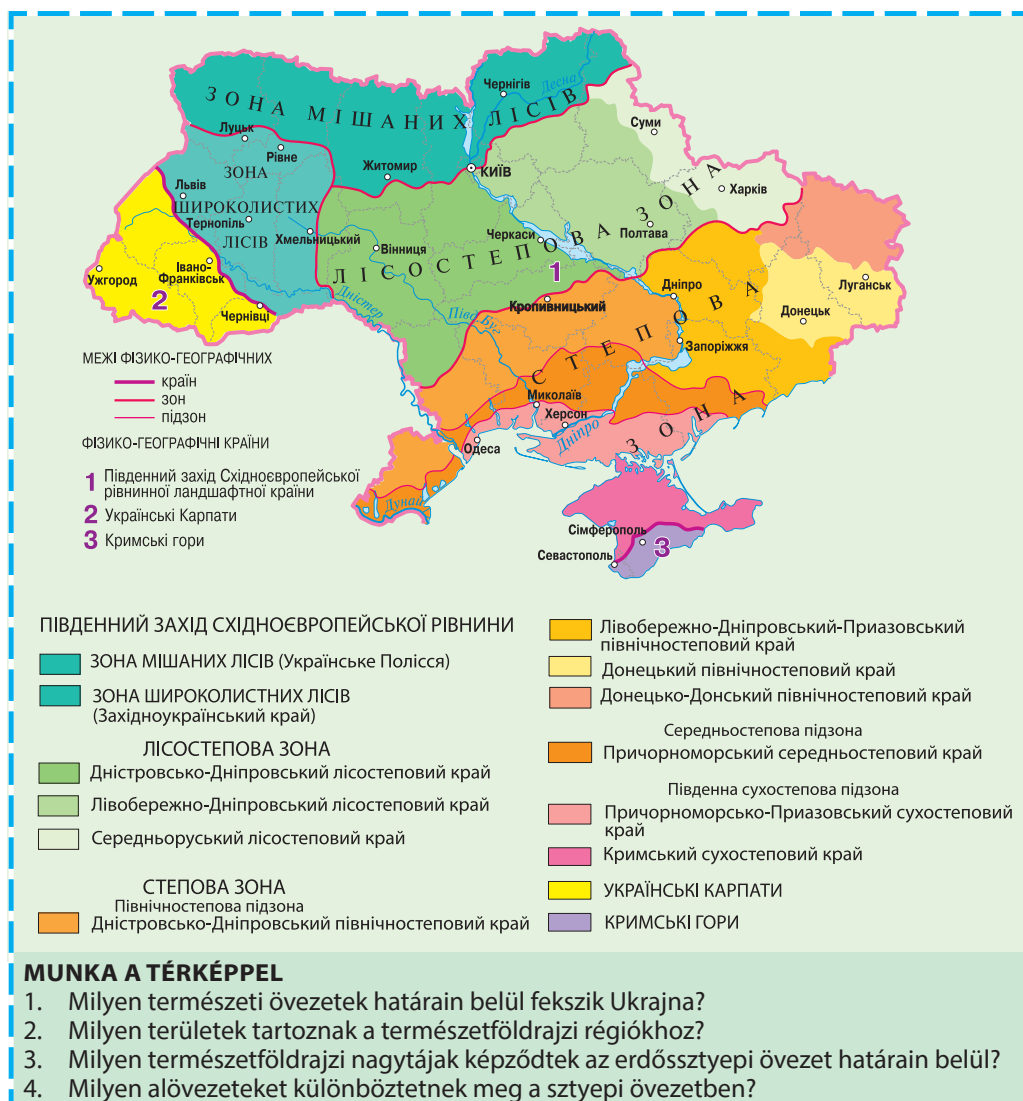 ЗОНА МІШАНИХ ЛІСІВ
Чернігів
Десна
Суми
Луцьк
Рівне
ЗОНА
Житомир
КИЇВ
Львів
ШИРОКОЛИСТИХ
Тернопіль
ЛІСІВ
Хмельницький
Харків
Полтава
Черкаси
Вінниця
ЛІСОСТЕПОВА ЗОНА
1
Івано-
Франківськ
Ужгород
2
Чернівці
Дністер
Півд. Буг
Кропивницький
Дніпро
Луганськ
Донецьк
Запоріжжя
СТЕПОВА
ЗОНА
Миколаїв
Херсон
Дніпро
Одеса
Дунай
Сімферополь
Севастополь
3
МЕЖІ ФІЗИКО-ГЕОГРАФІЧНИХ
країн
зон
підзон
ФІЗИКО-ГЕОГРАФІЧНІ КРАЇНИ
1 Південний захід Східноєвропейської
рівнинної ландшафтної країни
2 Українські Карпати
3 Кримські гори
ПІВДЕННИЙ ЗАХІД СХІДНОЄВРОПЕЙСЬКОЇ РІВНИНИ
ЗОНА МІШАНИХ ЛІСІВ (Українське Полісся)
ЗОНА ШИРОКОЛИСТНИХ ЛІСІВ
(Західноукраїнський край)
ЛІСОСТЕПОВА ЗОНА
Дністровсько-Дніпровський лісостеповий край
Лівобережно-Дніпровський лісостеповий край
Середньоруський лісостеповий край
СТЕПОВА ЗОНА
Північностепова підзона
Дністровсько-Дніпровський північностеповий край
Лівобережно-Дніпровський-Приазовський
північностеповий край
Донецький північностеповий край
Донецько-Донський північностеповий край
Середньостепова підзона
Причорноморський середньостеповий край
Південна сухостепова підзона
Причорноморсько-Приазовський сухостеповий
край
Кримський сухостеповий край
УКРАЇНСЬКІ КАРПАТИ
КРИМСЬКІ ГОРИ
MUNKA A TÉRKÉPPEL
1. Milyen természeti övezetek határain belül fekszik Ukrajna?
2. Milyen területek tartoznak a természetföldrajzi régiókhoz?
3. Milyen természetföldrajzi nagytájak képződtek az erdőssztyepi övezet határain belül?
4. Milyen alövezeteket különböztetnek meg a sztyepi övezetben?